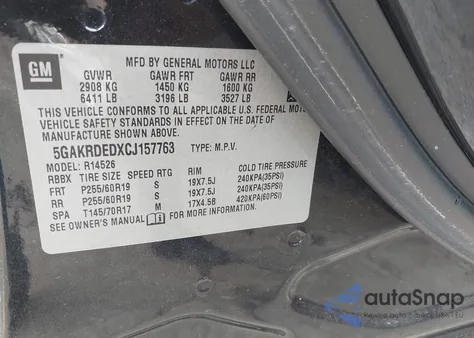 GM
MFD BY GENERAL MOTORS LLC
GVWR GAWR FRT GAWR RR
2908 KG 1450 KG 1600 KG
6411 LB 3196 LB 3527 LB
THIS VEHICLE CONFORMS TO ALL APPLICABLE U.S. FEDERAL MOTOR
VEHICLE SAFETY STANDARDS IN EFFECT ON THE DATE OF
MANUFACTURE SHOWN ABOVE.
5GAKRDEDXCJ157763 TYPE: M.P.V.
MODEL: R14526
RBBX TIRE SIZE SPEED RTG RIM COLD TIRE PRESSURE
FRT P255/60R19 S 19X7.5J 240KPA(35PSI)
RR P255/60R19 S 19X7.5J 240KPA(35PSI)
SPA T145/70R17 M 17X4.5B 420KPA(60PSI)
SEE OWNER'S MANUAL FOR MORE INFORMATION.
autoSnap